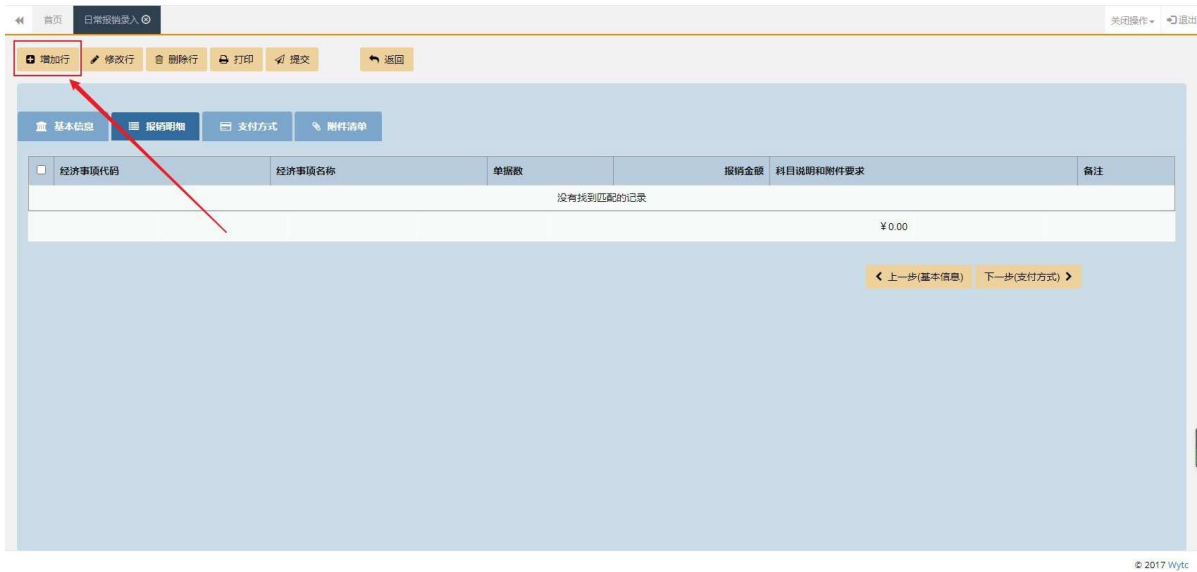 首页 日常报销录入 关闭操作 退出
增加行 修改行 删除行 打印 提交 返回
基本信息 报销明细 支付方式 附件清单
经济事项代码 经济事项名称 单据数 报销金额 科目说明和附件要求 备注
没有找到匹配的记录
¥0.00
上一步(基本信息) 下一步(支付方式)
© 2017 Wytc